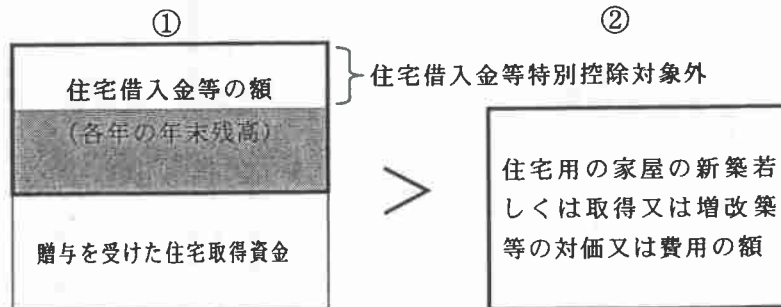 ①
②
住宅借入金等の額
(各年の年末残高)
住宅借入金等特別控除対象外
贈与を受けた住宅取得資金
>
住宅用の家屋の新築若
しくは取得又は増改築
等の対価又は費用の額